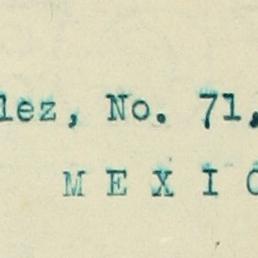 lez, No. 71,
M E X I C